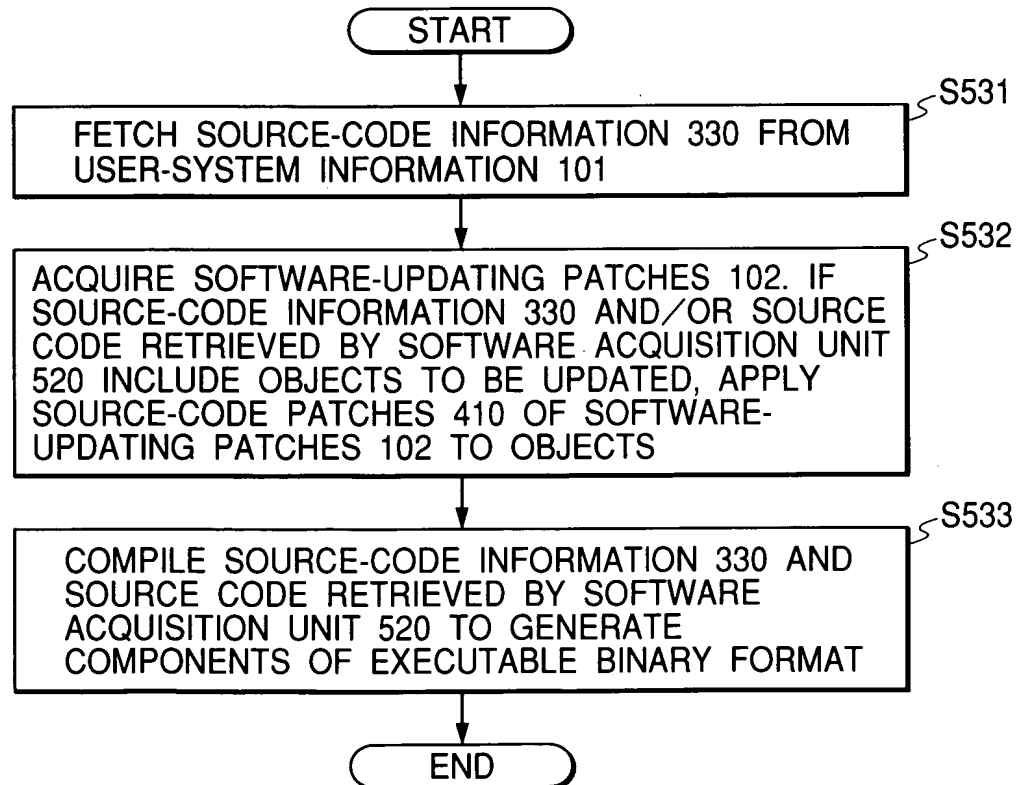 START
S531
FETCH SOURCE-CODE INFORMATION 330 FROM
USER-SYSTEM INFORMATION 101
S532
ACQUIRE SOFTWARE-UPDATING PATCHES 102. IF
SOURCE-CODE INFORMATION 330 AND/OR SOURCE
CODE RETRIEVED BY SOFTWARE ACQUISITION UNIT
520 INCLUDE OBJECTS TO BE UPDATED, APPLY
SOURCE-CODE PATCHES 410 OF SOFTWARE-
UPDATING PATCHES 102 TO OBJECTS
S533
COMPILE SOURCE-CODE INFORMATION 330 AND
SOURCE CODE RETRIEVED BY SOFTWARE
ACQUISITION UNIT 520 TO GENERATE
COMPONENTS OF EXECUTABLE BINARY FORMAT
END